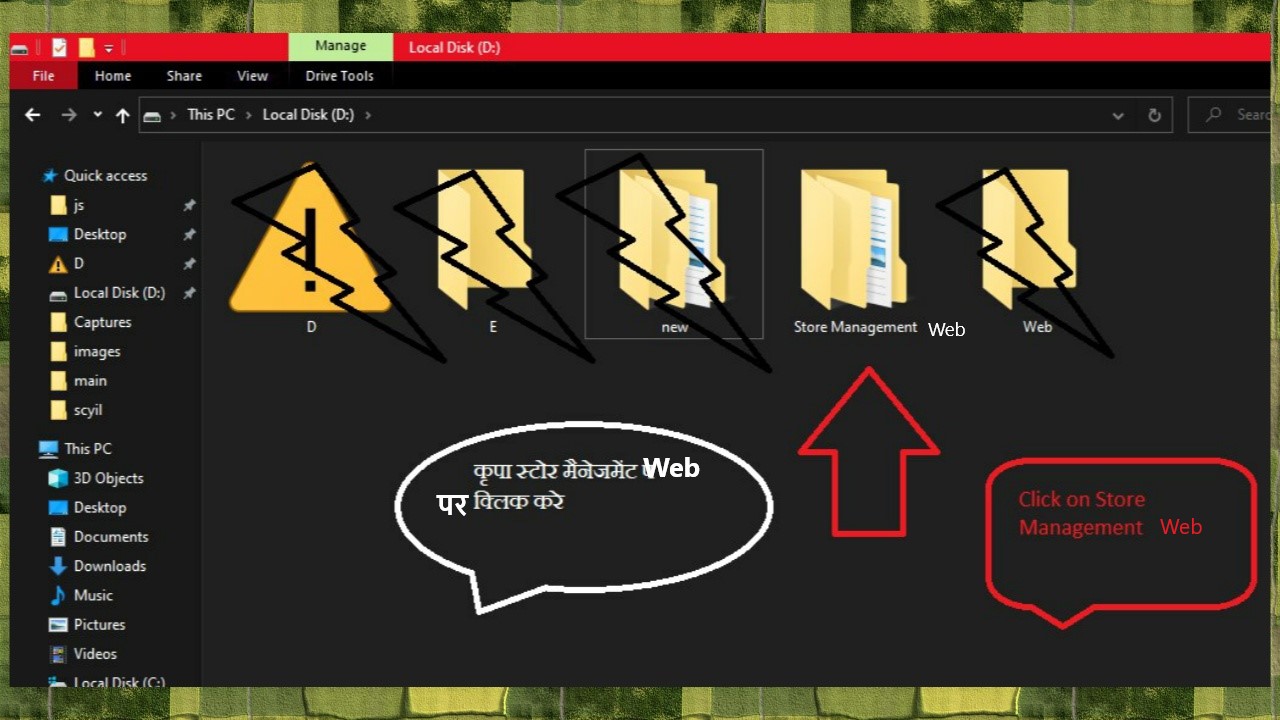 Manage Local Disk (D:)
File Home Share View Drive Tools
This PC Local Disk (D:) Searc
Quick access
js
Desktop
D
Local Disk (D:)
Captures
images
main
scyil
This PC
3D Objects
Desktop
Documents
Downloads
Music
Pictures
Videos
Local Disk (C:)
D E new Store Management Web Web
कृपा स्टोर मैनेजमेंट Web
पर क्लिक करे
Click on Store
Management Web